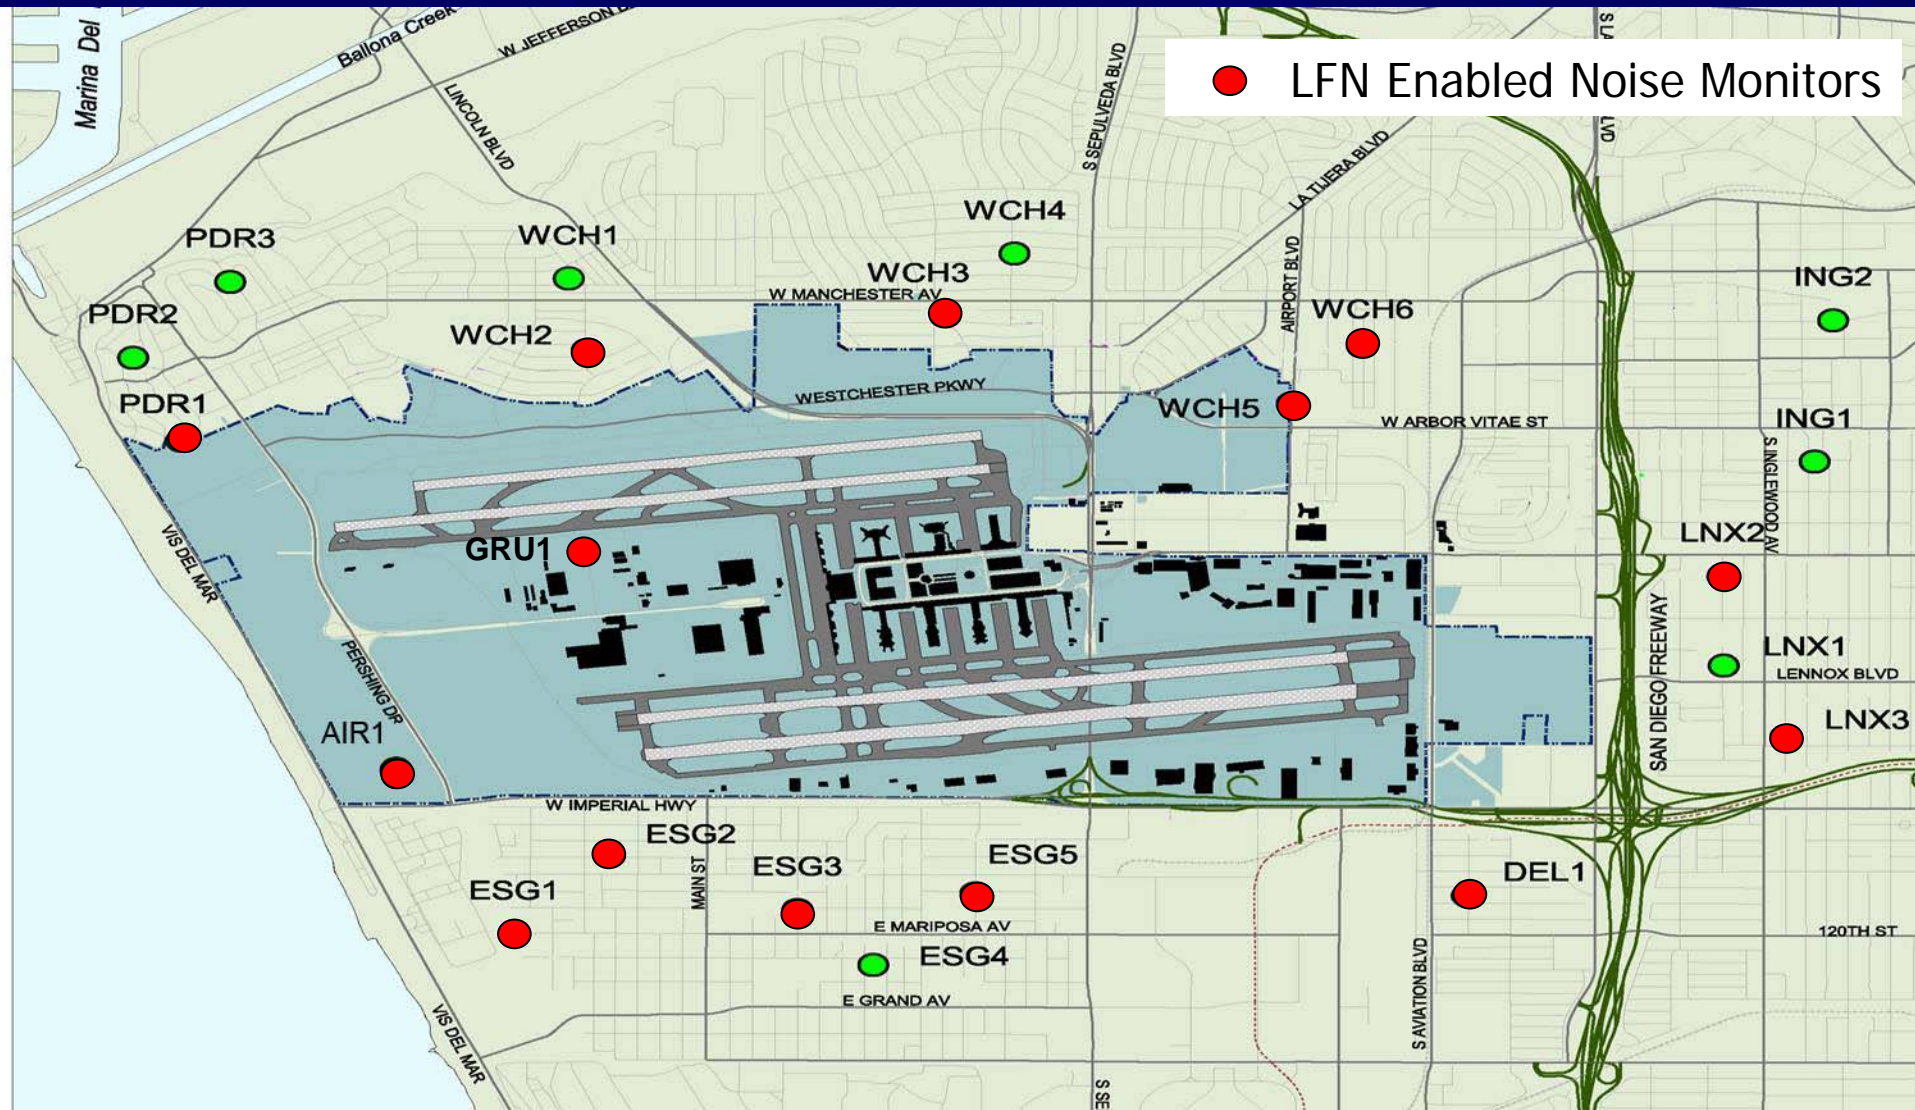 Marina Del
Ballona Creek
W JEFFERSON B
LINCOLN BLVD
S SEPULVEDA BLVD
S LA
BLVD
LFN Enabled Noise Monitors
LA TIJERA BLVD
PDR3
WCH1
WCH4
WCH3
W MANCHESTER AV
AIRPORT BLVD
WCH6
ING2
PDR2
WCH2
PDR1
WESTCHESTER PKWY
WCH5
W ARBOR VITAE ST
ING1
S INGLEWOOD AV
VIS DEL MAR
GRU1
LNX2
PERSHING DR
SAN DIEGO FREEWAY
LNX1
LENNOX BLVD
AIR1
LNX3
W IMPERIAL HWY
ESG2
MAIN ST
ESG3
ESG5
DEL1
ESG1
E MARIPOSA AV
120TH ST
ESG4
E GRAND AV
S AVIATION BLVD
VIS DEL MAR
S SE